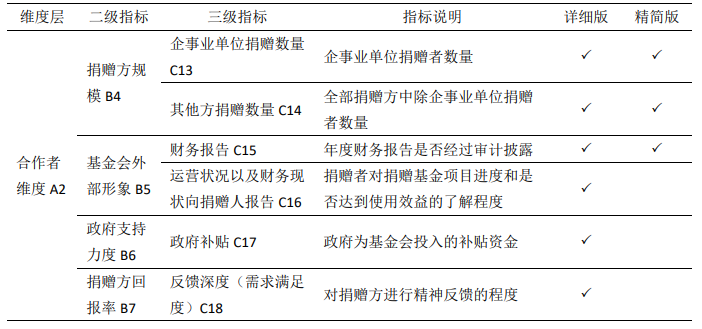 维度层 二级指标 三级指标 指标说明 详细版 精简版
企事业单位捐赠数量
捐赠方规 C13 企业事业单位捐赠者数量 ✓ ✓
模 B4 其他方捐赠数量 C14 全部捐赠方中除企事业单位捐赠
者数量 ✓ ✓
财务报告 C15 年度财务报告是否经过审计披露 ✓ ✓
合作者 基金会外
维度 A2 部形象 B5 运营状况以及财务现 捐赠者对捐赠基金项目进度和是
状向捐赠人报告 C16 否达到使用效益的了解程度 ✓
政府支持
力度 B6 政府补贴 C17 政府为基金会投入的补贴资金 ✓
捐赠方回 反馈深度（需求满足
报率 B7 度）C18 对捐赠方进行精神反馈的程度 ✓